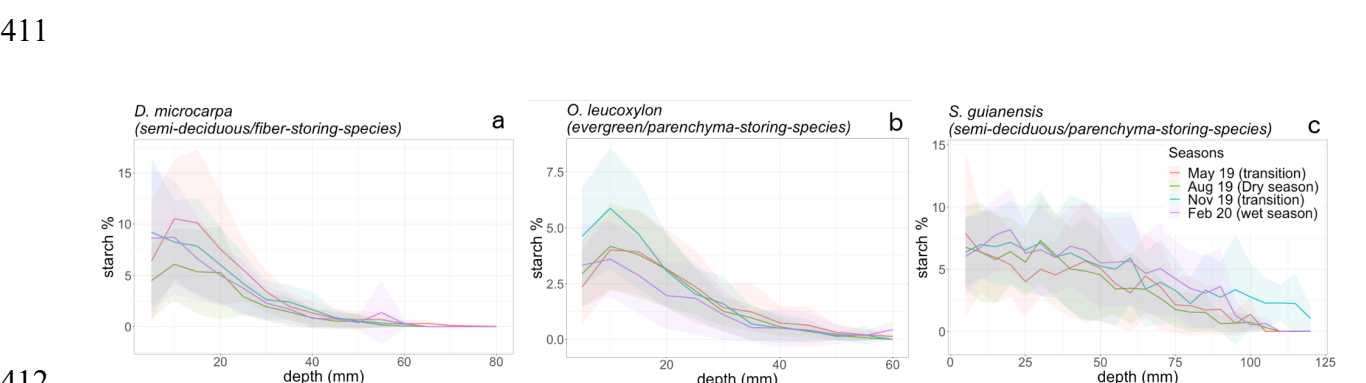 411
D. microcarpa
(semi-deciduous/fiber-storing-species)
a
starch %
15
10
5
0
20 40 60 80
depth (mm)
O. leucoxylon
(evergreen/parenchyma-storing-species)
b
starch %
7.5
5.0
2.5
0.0
20 40 60
depth (mm)
S. guianensis
(semi-deciduous/parenchyma-storing-species)
c
Seasons
May 19 (transition)
Aug 19 (Dry season)
Nov 19 (transition)
Feb 20 (wet season)
starch %
15
10
5
0
0 25 50 75 100 125
depth (mm)
412